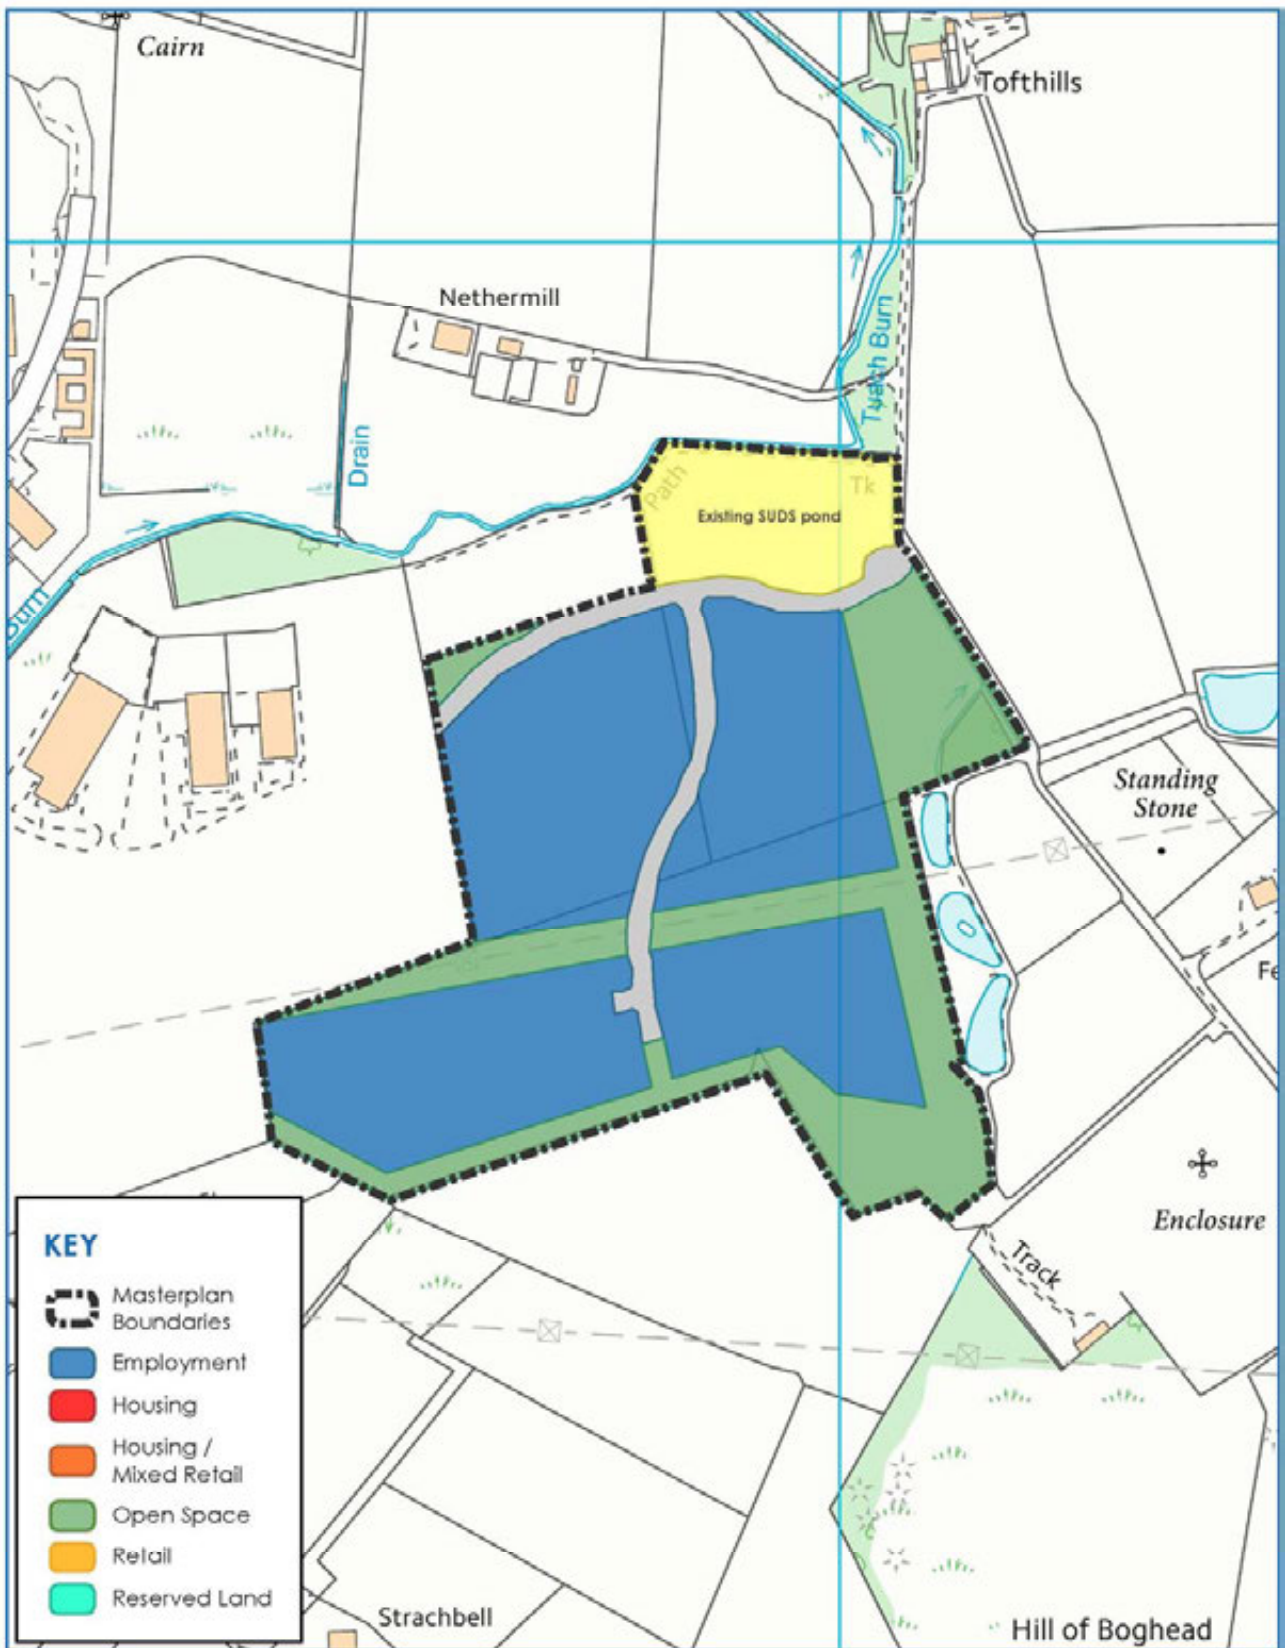 Cairn
Tofthills
Nethermill
Tuach Burn
Drain
Path
Tk
Existing SUDS pond
Burn
Standing
Stone
Enclosure
Track
KEY
Masterplan
Boundaries
Employment
Housing
Housing /
Mixed Retail
Open Space
Retail
Reserved Land
Strachbell
Hill of Boghead